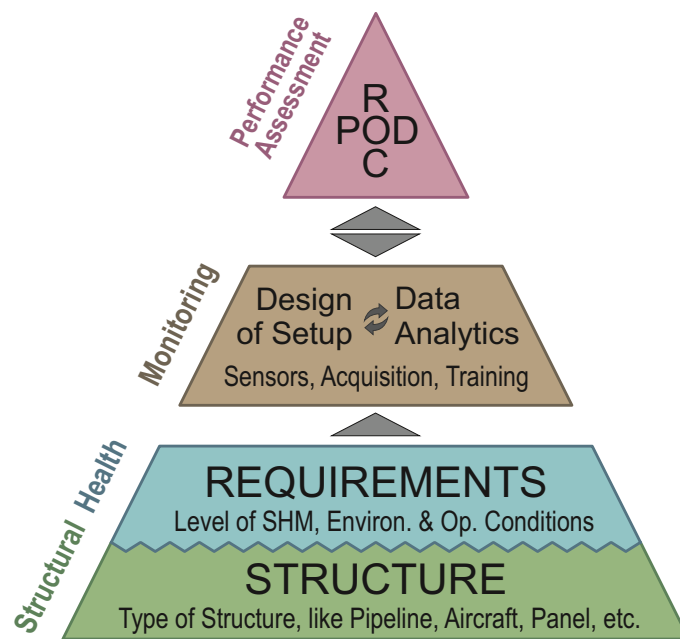 Performance
Assessment
R
POD
C
Monitoring
Design Data
of Setup Analytics
Sensors, Acquisition, Training
Structural Health
REQUIREMENTS
Level of SHM, Environ. & Op. Conditions
STRUCTURE
Type of Structure, like Pipeline, Aircraft, Panel, etc.